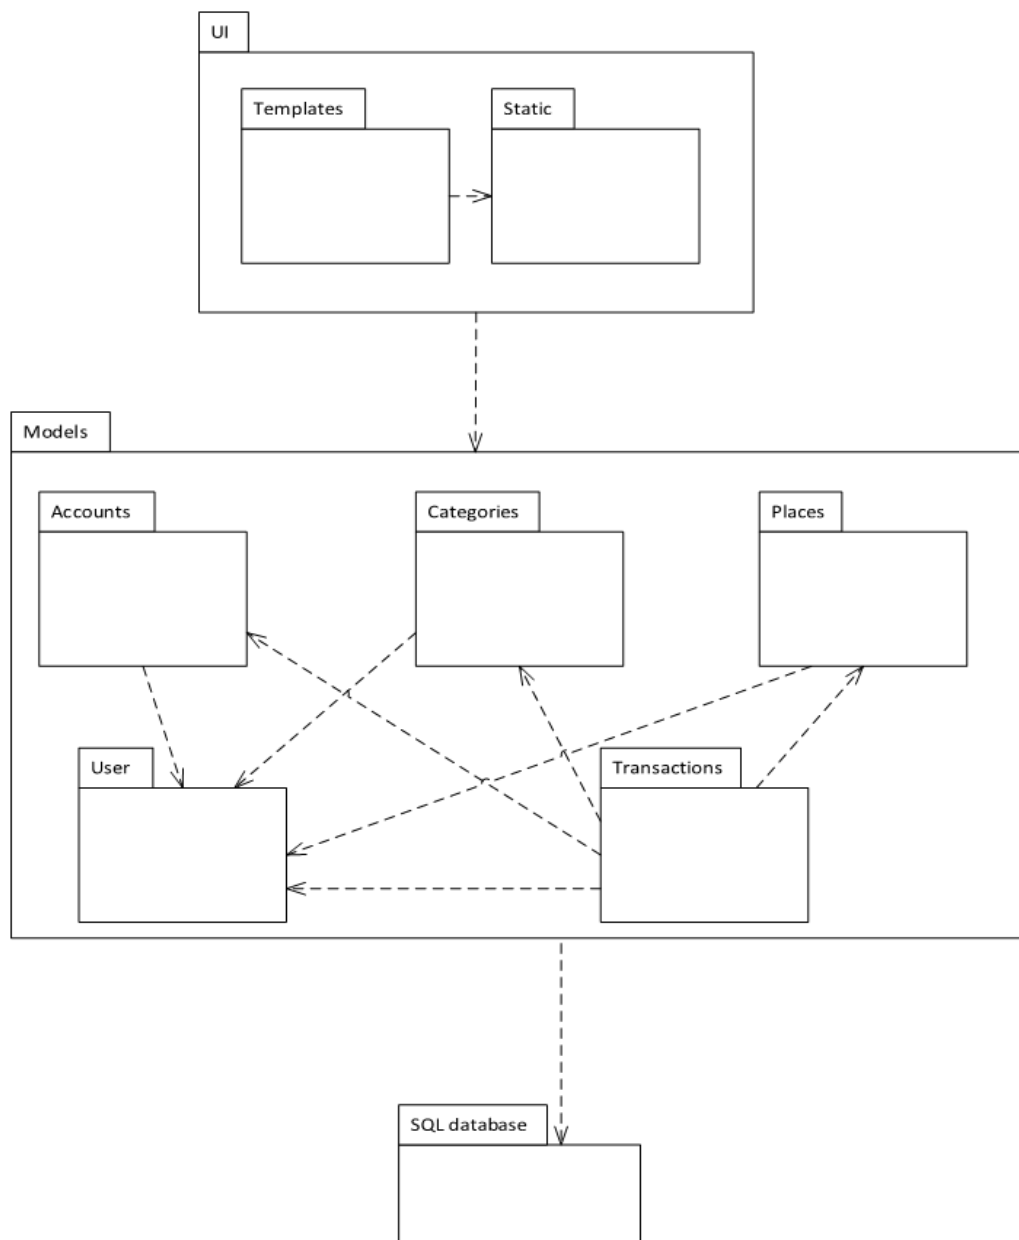 UI
Templates
Static
Models
Accounts
Categories
Places
User
Transactions
SQL database